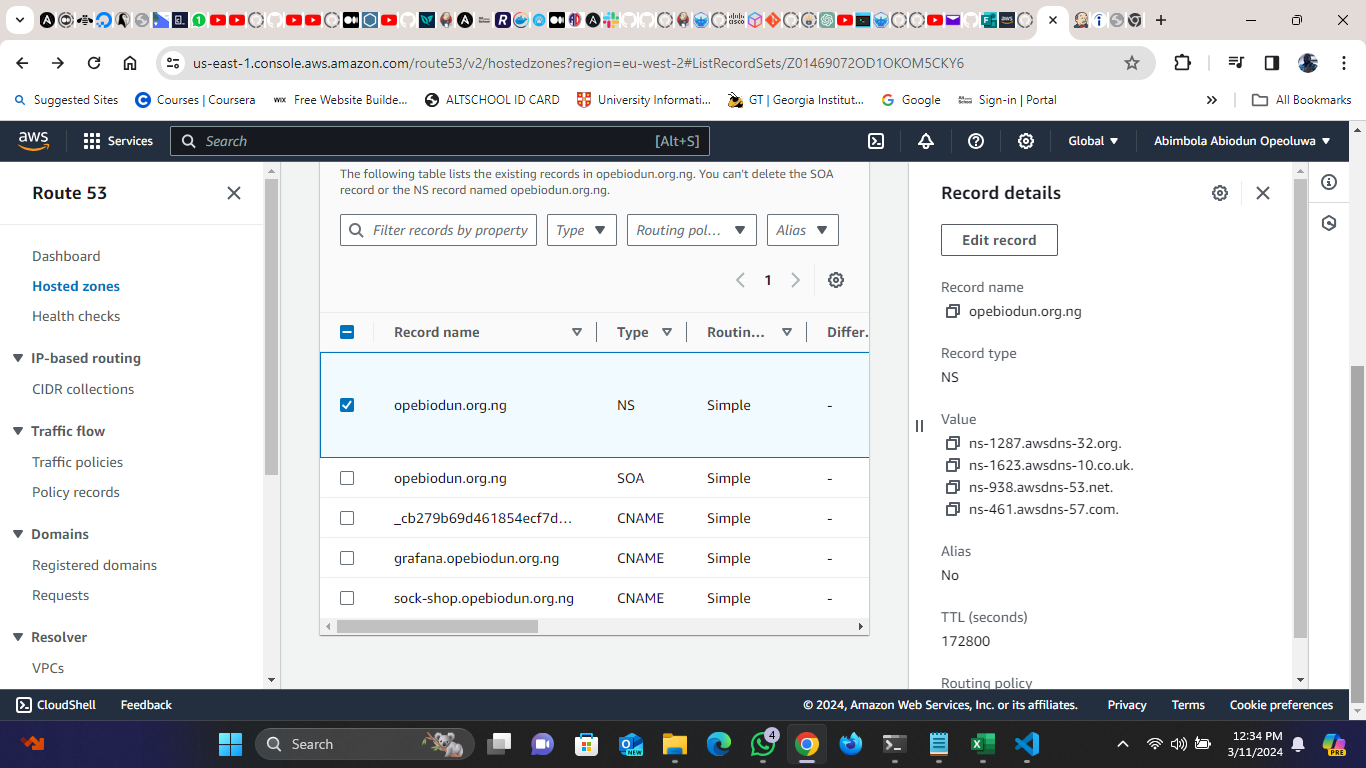 us-east-1.console.aws.amazon.com/route53/v2/hostedzones?region=eu-west-2#ListRecordSets/Z01469072OD1OKOM5CKY6
Suggested Sites
Courses | Coursera
WIX Free Website Builde...
ALTSCHOOL ID CARD
University Informati...
GT | Georgia Institut...
Google
Sign-in | Portal
All Bookmarks
aws
Services
Search
[Alt+S]
Global
Abimbola Abiodun Opeoluwa
Route 53
Dashboard
Hosted zones
Health checks
IP-based routing
CIDR collections
Traffic flow
Traffic policies
Policy records
Domains
Registered domains
Requests
Resolver
VPCs
The following table lists the existing records in opebiodun.org.ng. You can't delete the SOA
record or the NS record named opebiodun.org.ng.
Filter records by property
Type
Routing pol...
Alias
1
Record name Type Routin... Differ.
opebiodun.org.ng NS Simple -
opebiodun.org.ng SOA Simple -
_cb279b69d461854ecf7d... CNAME Simple -
grafana.opebiodun.org.ng CNAME Simple -
sock-shop.opebiodun.org.ng CNAME Simple -
Record details
Edit record
Record name
opebiodun.org.ng
Record type
NS
Value
ns-1287.awsdns-32.org.
ns-1623.awsdns-10.co.uk.
ns-938.awsdns-53.net.
ns-461.awsdns-57.com.
Alias
No
TTL (seconds)
172800
Routing policy
CloudShell
Feedback
© 2024, Amazon Web Services, Inc. or its affiliates.
Privacy
Terms
Cookie preferences
Search
NEW
4
12:34 PM
3/11/2024
PRE